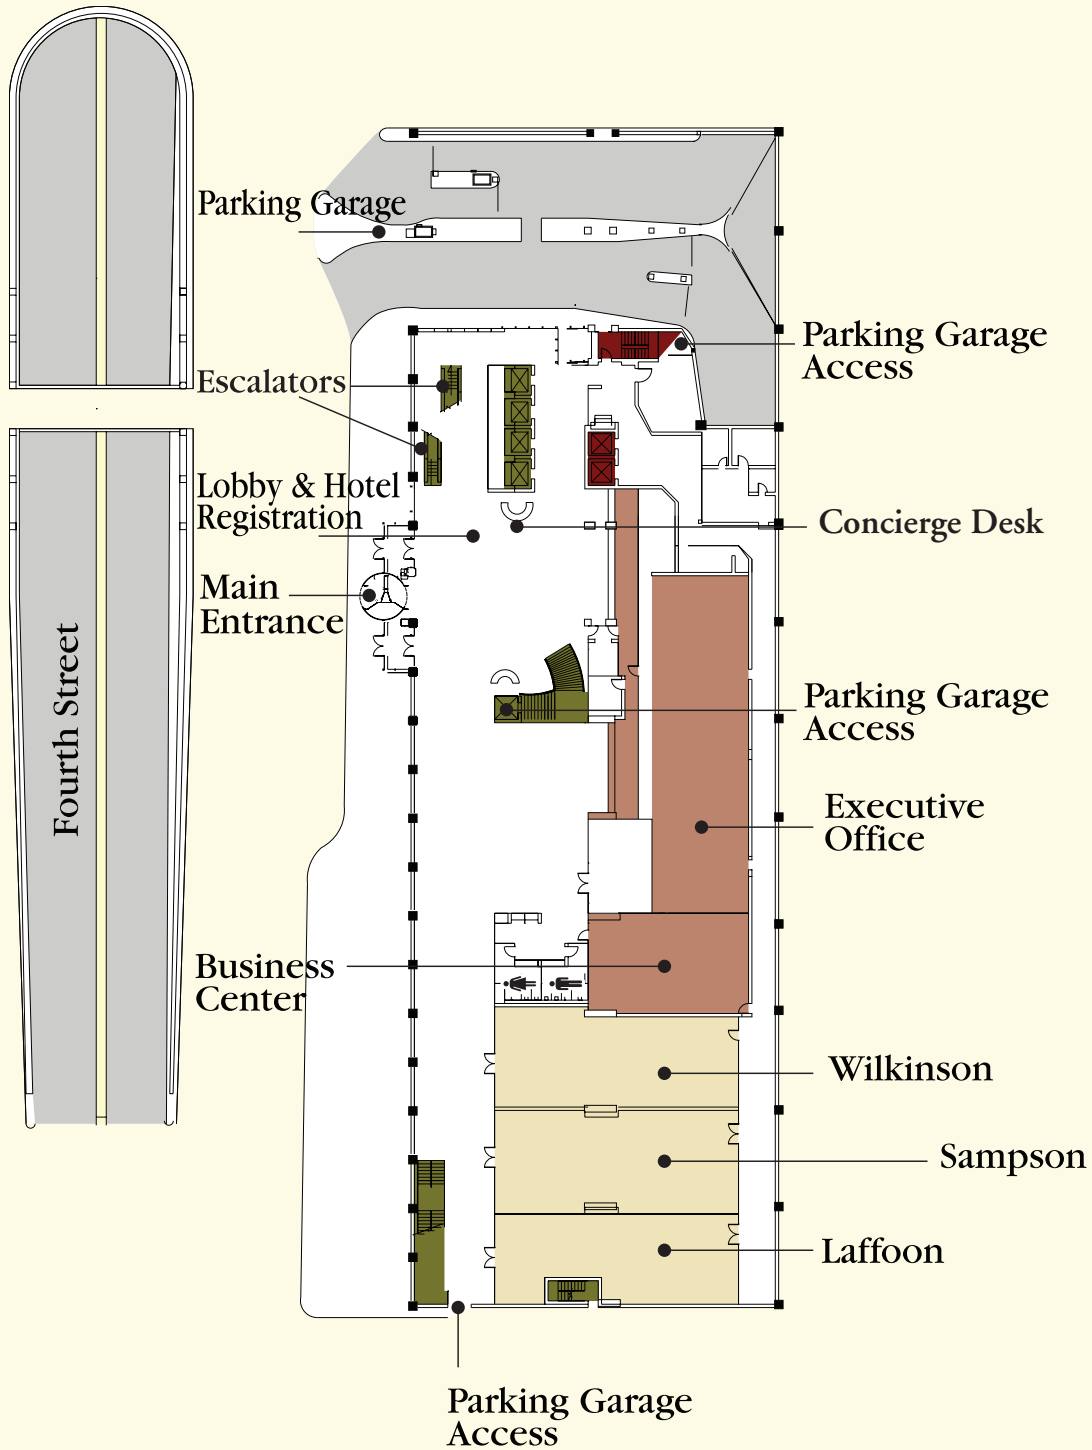 Parking Garage
Parking Garage
Access
Escalators
Lobby & Hotel
Registration
Concierge Desk
Main
Entrance
Fourth Street
Parking Garage
Access
Executive
Office
Business
Center
Wilkinson
Sampson
Laffoon
Parking Garage
Access